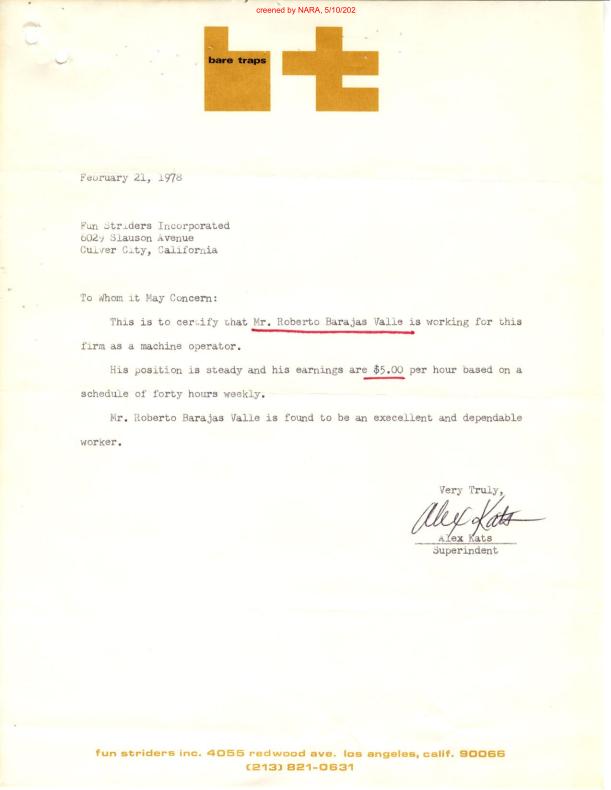 creened by NARA, 5/10/202
bare traps
bt
February 21, 1978
Fun Striders Incorporated
6029 Slauson Avenue
Culver City, California
To Whom it May Concern:
This is to certify that Mr. Roberto Barajas Valle is working for this
firm as a machine operator.
His position is steady and his earnings are $5.00 per hour based on a
schedule of forty hours weekly.
Mr. Roberto Barajas Valle is found to be an execellent and dependable
worker.
Very Truly,
Alex Kats
Alex Kats
Superindent
fun striders inc. 4055 redwood ave. los angeles, calif. 90066
(213) 821-0631